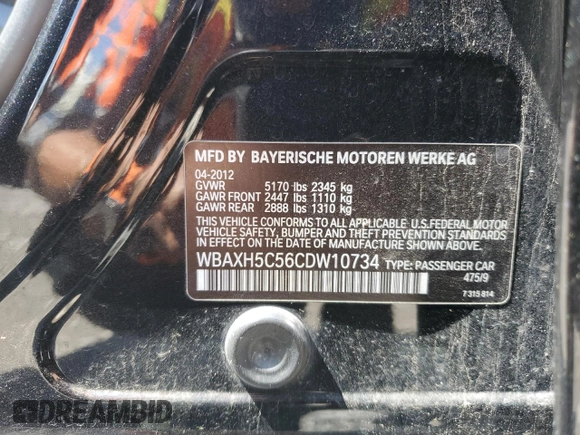 MFD BY BAYERISCHE MOTOREN WERKE AG
04-2012
GVWR 5170 lbs 2345 kg
GAWR FRONT 2447 lbs 1110 kg
GAWR REAR 2888 lbs 1310 kg
THIS VEHICLE CONFORMS TO ALL APPLICABLE U.S.FEDERAL MOTOR
VEHICLE SAFETY, BUMPER AND THEFT PREVENTION STANDARDS
IN EFFECT ON THE DATE OF MANUFACTURE SHOWN ABOVE.
WBAXH5C56CDW10734 TYPE: PASSENGER CAR
475/9
7 315 814
DREAMBID